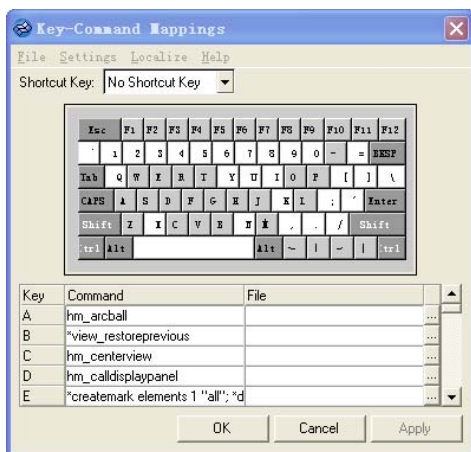 Key-Command Mappings
File Settings Localize Help
Shortcut Key: No Shortcut Key
Esc F1 F2 F3 F4 F5 F6 F7 F8 F9 F10 F11 F12
` 1 2 3 4 5 6 7 8 9 0 - = BKSP
Tab Q W E R T Y U I O P [ ] \
CAPS A S D F G H J K L ; ' Enter
Shift Z X C V B N M , . / Shift
Ctrl Alt Alt Ctrl
Key Command File
A hm_arcball ...
B *view_restoreprevious ...
C hm_centerview ...
D hm_calldisplaypanel ...
E *createmark elements 1 "all"; *d ...
OK Cancel Apply